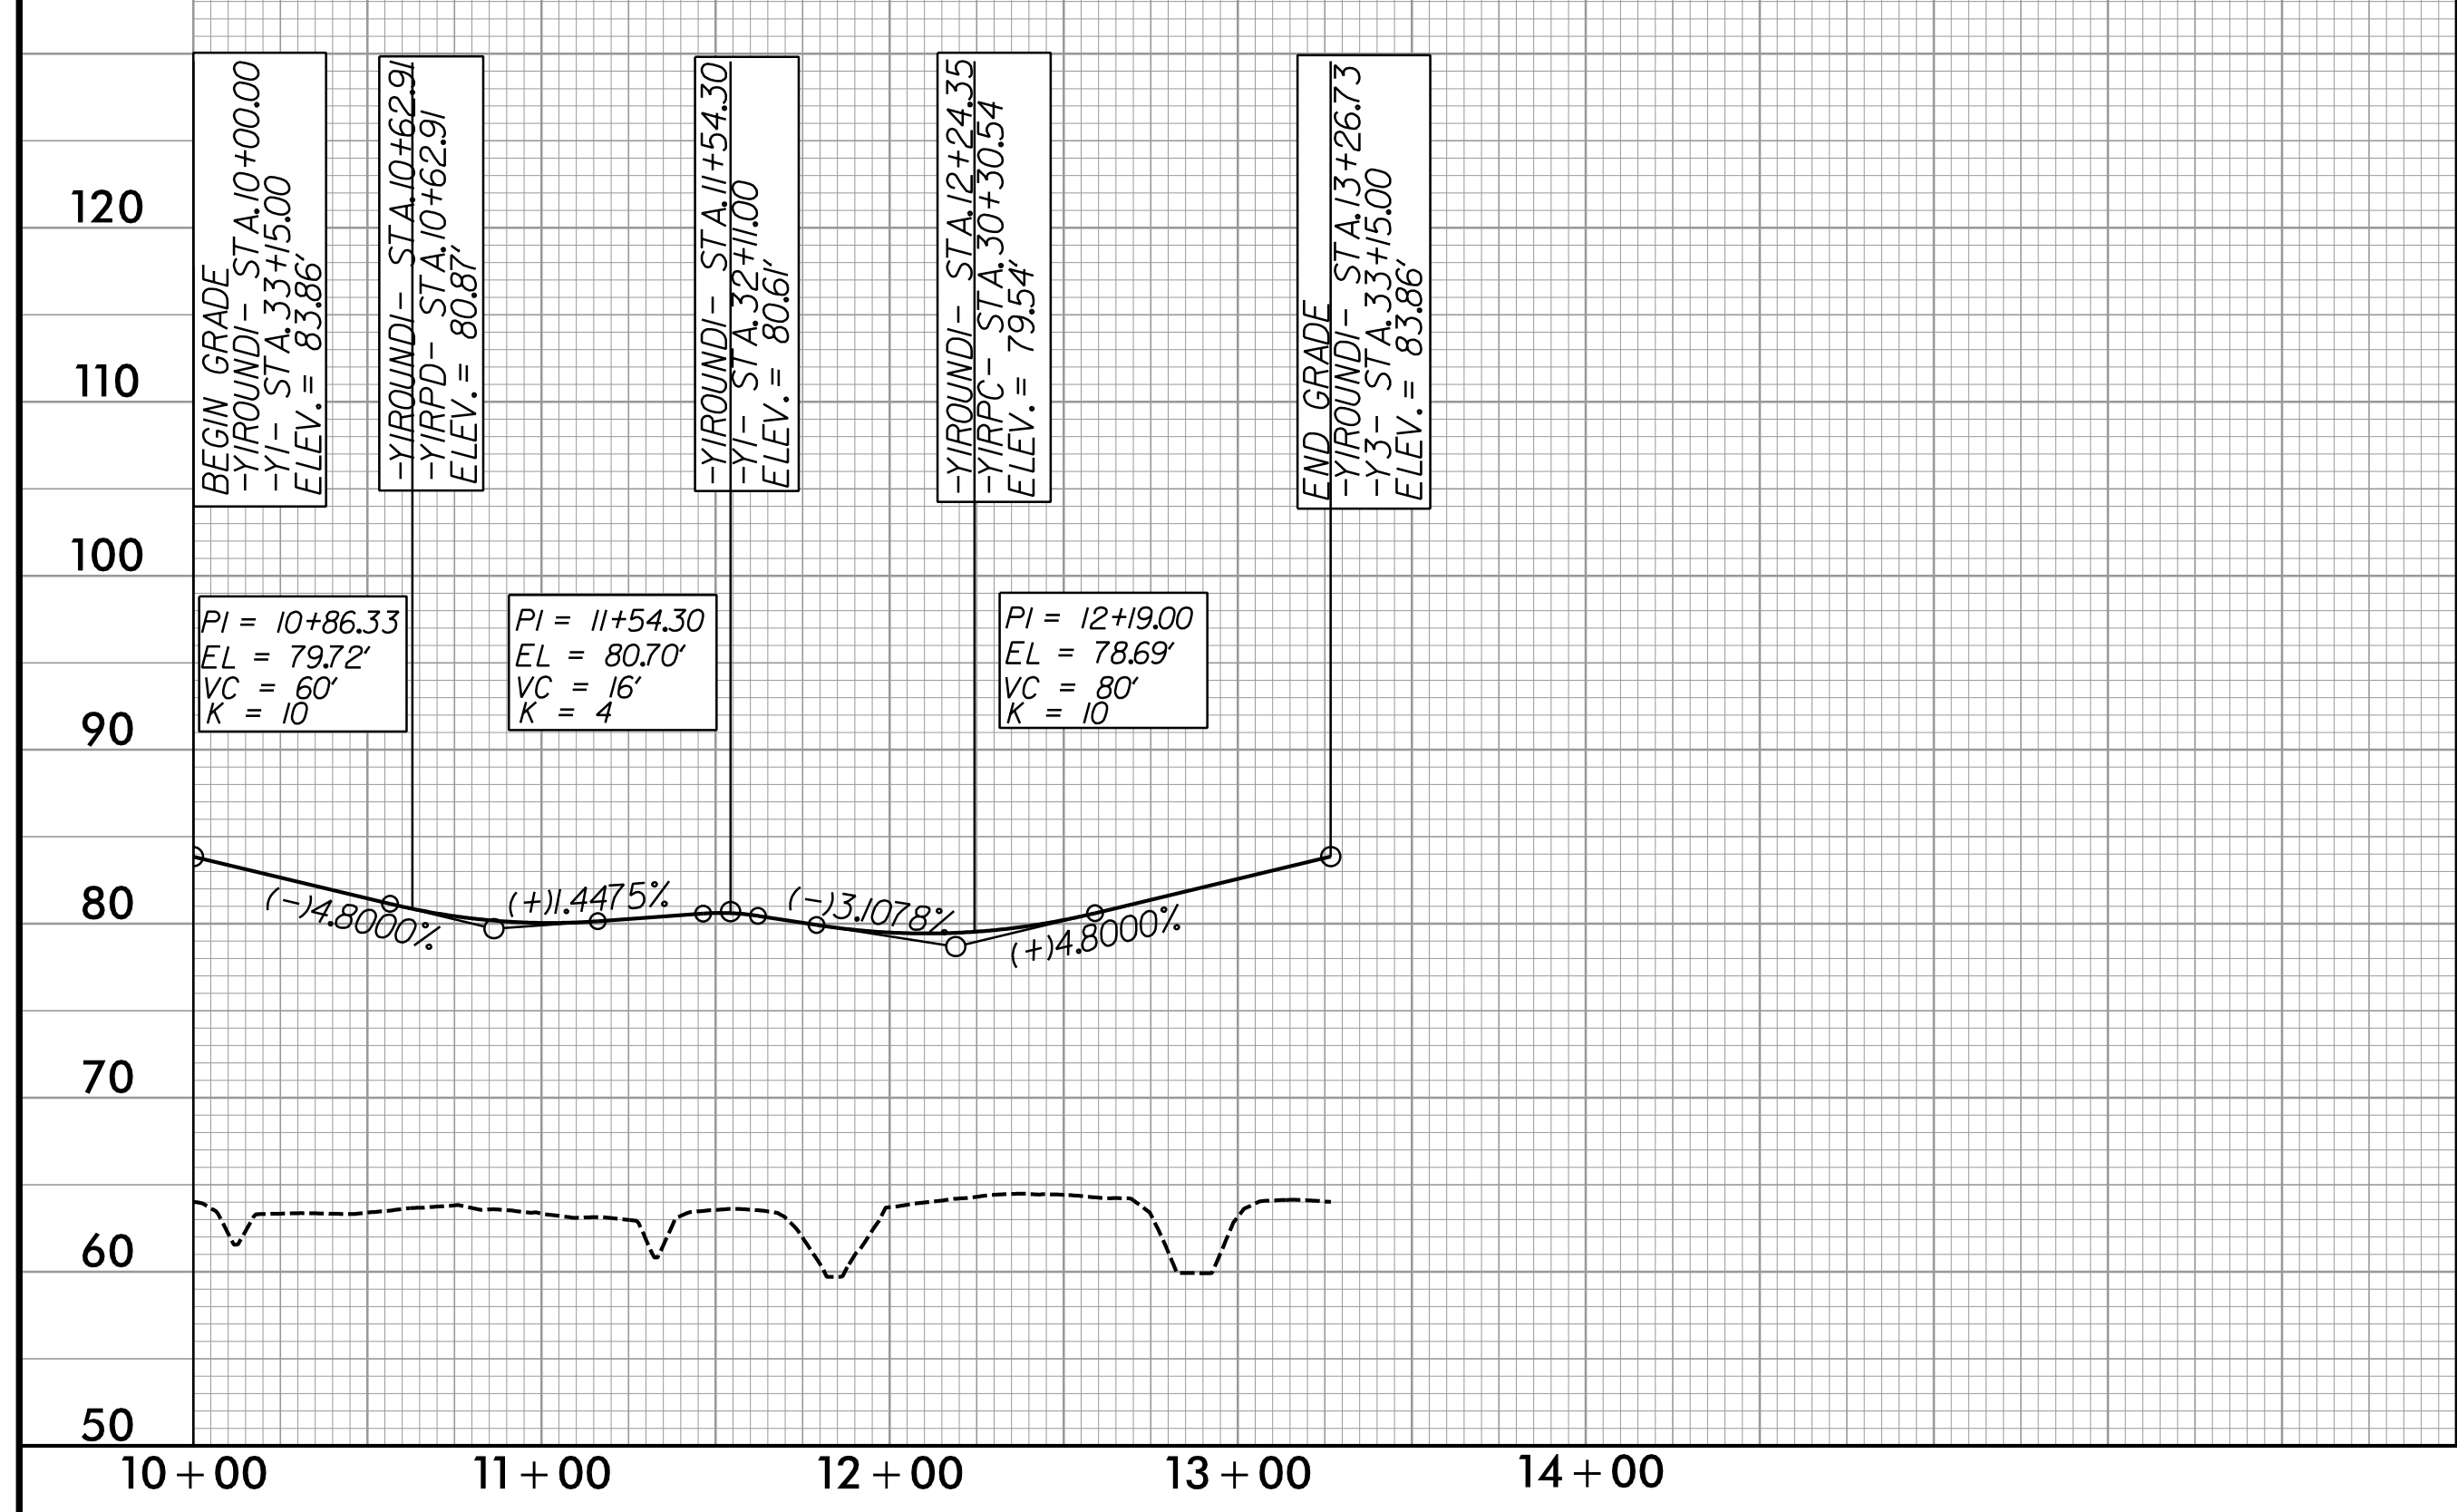 BEGIN GRADE
-Y1ROUND1- STA.10+00.00
-Y1- STA.33+15.00
ELEV.= 83.86'
-Y1ROUND1- STA.10+62.91
-Y1RPD- STA.10+62.91
ELEV.= 80.87'
-Y1ROUND1- STA.11+54.30
-Y1- STA.32+11.00
ELEV.= 80.61'
-Y1ROUND1- STA.12+24.35
-Y1RPC- STA.30+30.54
ELEV.= 79.54'
END GRADE
-Y1ROUND1- STA.13+26.73
-Y3- STA.33+15.00
ELEV.= 83.86'
120
110
100
90
80
70
60
50
PI = 10+86.33
EL = 79.72'
VC = 60'
K = 10
PI = 11+54.30
EL = 80.70'
VC = 16'
K = 4
PI = 12+19.00
EL = 78.69'
VC = 80'
K = 10
(-)4.8000%
(+)1.4475%
(-)3.1078%
(+)4.8000%
10+00
11+00
12+00
13+00
14+00